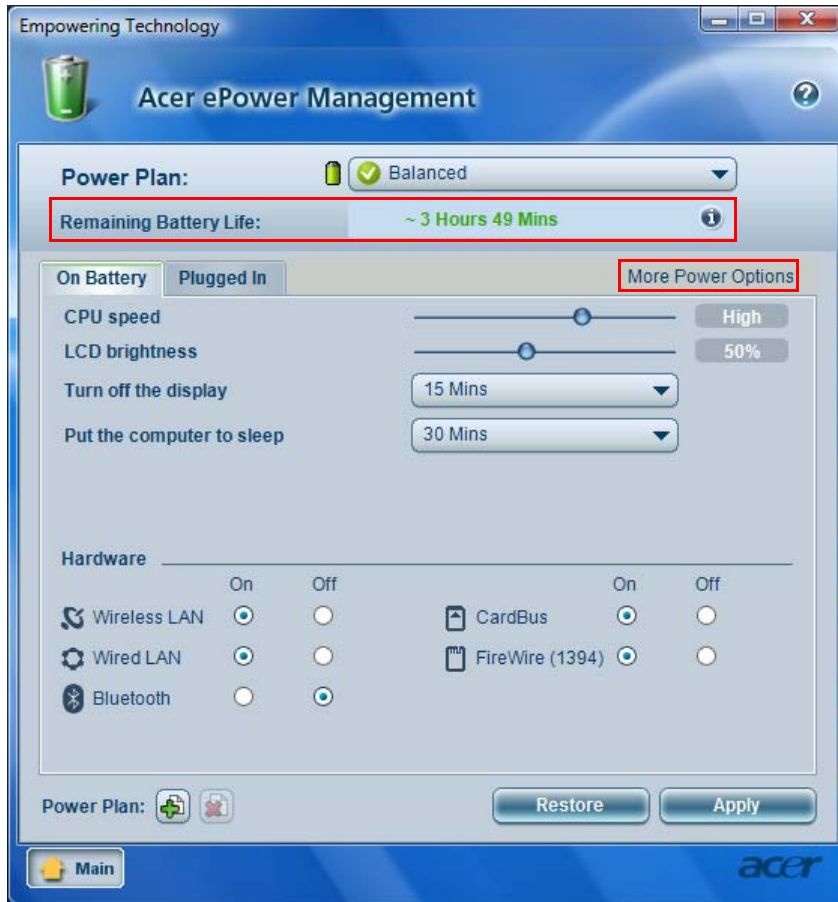 Empowering Technology
Acer ePower Management
Power Plan: Balanced
Remaining Battery Life: ~ 3 Hours 49 Mins
On Battery Plugged In More Power Options
CPU speed High
LCD brightness 50%
Turn off the display 15 Mins
Put the computer to sleep 30 Mins
Hardware
On Off On Off
Wireless LAN CardBus
Wired LAN FireWire (1394)
Bluetooth
Power Plan: Restore Apply
Main acer